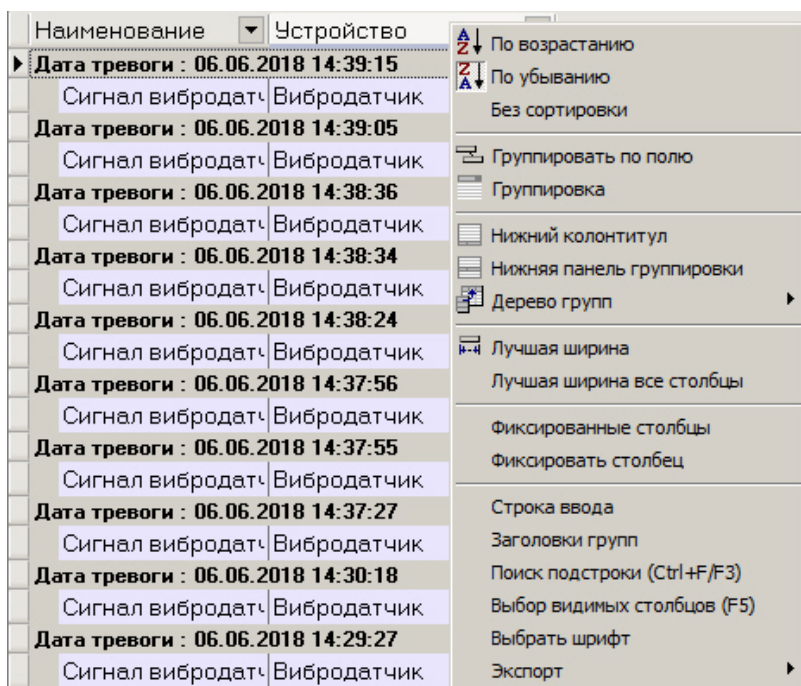 Наименование Устройство
Дата тревоги : 06.06.2018 14:39:15
Сигнал вибродатч Вибродатчик
Дата тревоги : 06.06.2018 14:39:05
Сигнал вибродатч Вибродатчик
Дата тревоги : 06.06.2018 14:38:36
Сигнал вибродатч Вибродатчик
Дата тревоги : 06.06.2018 14:38:34
Сигнал вибродатч Вибродатчик
Дата тревоги : 06.06.2018 14:38:24
Сигнал вибродатч Вибродатчик
Дата тревоги : 06.06.2018 14:37:56
Сигнал вибродатч Вибродатчик
Дата тревоги : 06.06.2018 14:37:55
Сигнал вибродатч Вибродатчик
Дата тревоги : 06.06.2018 14:37:27
Сигнал вибродатч Вибродатчик
Дата тревоги : 06.06.2018 14:30:18
Сигнал вибродатч Вибродатчик
Дата тревоги : 06.06.2018 14:29:27
Сигнал вибродатч Вибродатчик
По возрастанию
По убыванию
Без сортировки
Группировать по полю
Группировка
Нижний колонтитул
Нижняя панель группировки
Дерево групп
Лучшая ширина
Лучшая ширина все столбцы
Фиксированные столбцы
Фиксировать столбец
Строка ввода
Заголовки групп
Поиск подстроки (Ctrl+F/F3)
Выбор видимых столбцов (F5)
Выбрать шрифт
Экспорт